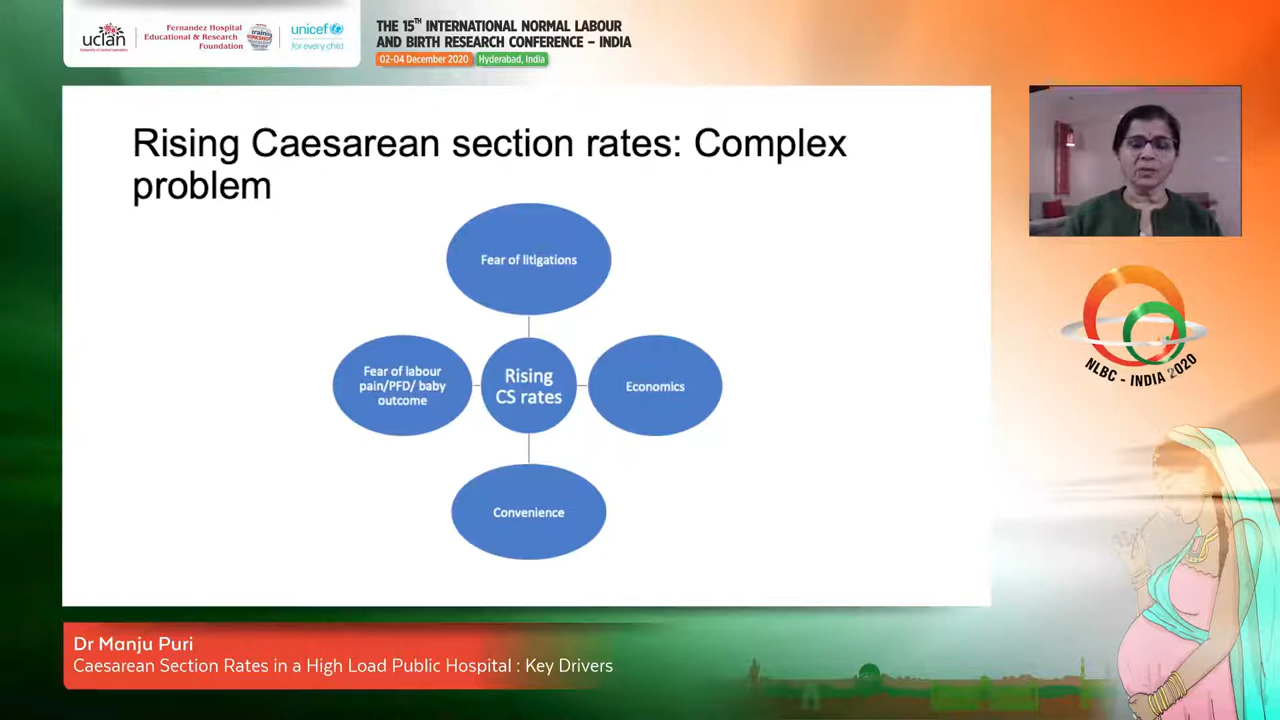 uclan
Fernandez Hospital
Educational & Research
Foundation
unicef
for every child
THE 15TH INTERNATIONAL NORMAL LABOUR
AND BIRTH RESEARCH CONFERENCE – INDIA
02-04 December 2020 Hyderabad, India
Rising Caesarean section rates: Complex
problem
Fear of litigations
Fear of labour
pain/PFD/ baby
outcome
Rising
CS rates
Economics
Convenience
NLBC - INDIA 2020
Dr Manju Puri
Caesarean Section Rates in a High Load Public Hospital : Key Drivers